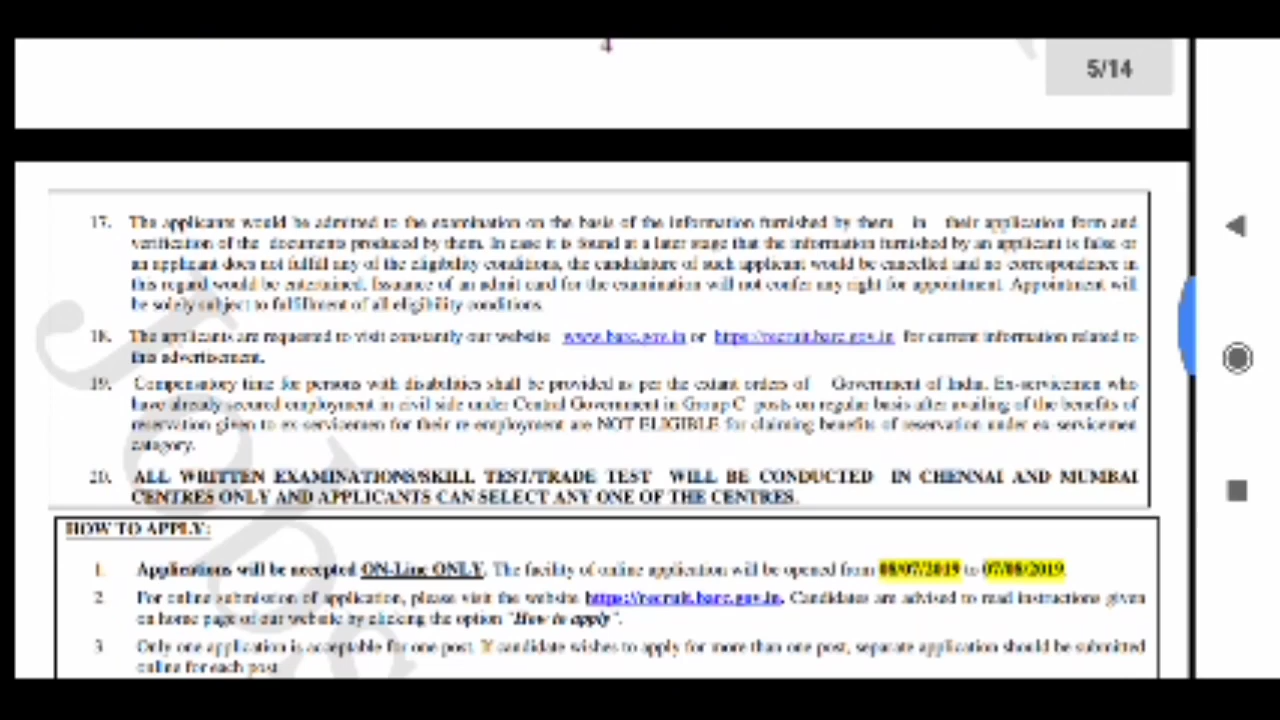 4
5/14
17. The applicants would be admitted to the examination on the basis of the information furnished by them in their application form and
verification of the documents produced by them. In case it is found at a later stage that the information furnished by an applicant is false or
an applicant does not fulfill any of the eligibility conditions, the candidature of such applicant would be cancelled and no correspondence in
this regard would be entertained. Issuance of an admit card for the examination will not confer any right for appointment. Appointment will
be solely subject to fulfillment of all eligibility conditions.
18. The applicants are requested to visit constantly our website www.barc.gov.in or https://recruit.barc.gov.in for current information related to
this advertisement.
19. Compensatory time for persons with disabilities shall be provided as per the extant orders of Government of India. Ex-servicemen who
have already secured employment in civil side under Central Government in Group C posts on regular basis after availing of the benefits of
reservation given to ex-servicemen for their re-employment are NOT ELIGIBLE for claiming benefits of reservation under ex-servicemen
category.
20. ALL WRITTEN EXAMINATIONS/SKILL TEST/TRADE TEST WILL BE CONDUCTED IN CHENNAI AND MUMBAI
CENTRES ONLY AND APPLICANTS CAN SELECT ANY ONE OF THE CENTRES.
HOW TO APPLY:
1. Applications will be accepted ON-Line ONLY. The facility of online application will be opened from 08/07/2019 to 07/08/2019.
2. For online submission of application, please visit the website https://recruit.barc.gov.in. Candidates are advised to read instructions given
on home page of our website by clicking the option "How to apply".
3. Only one application is acceptable for one post. If candidate wishes to apply for more than one post, separate application should be submitted
online for each post
Jobs